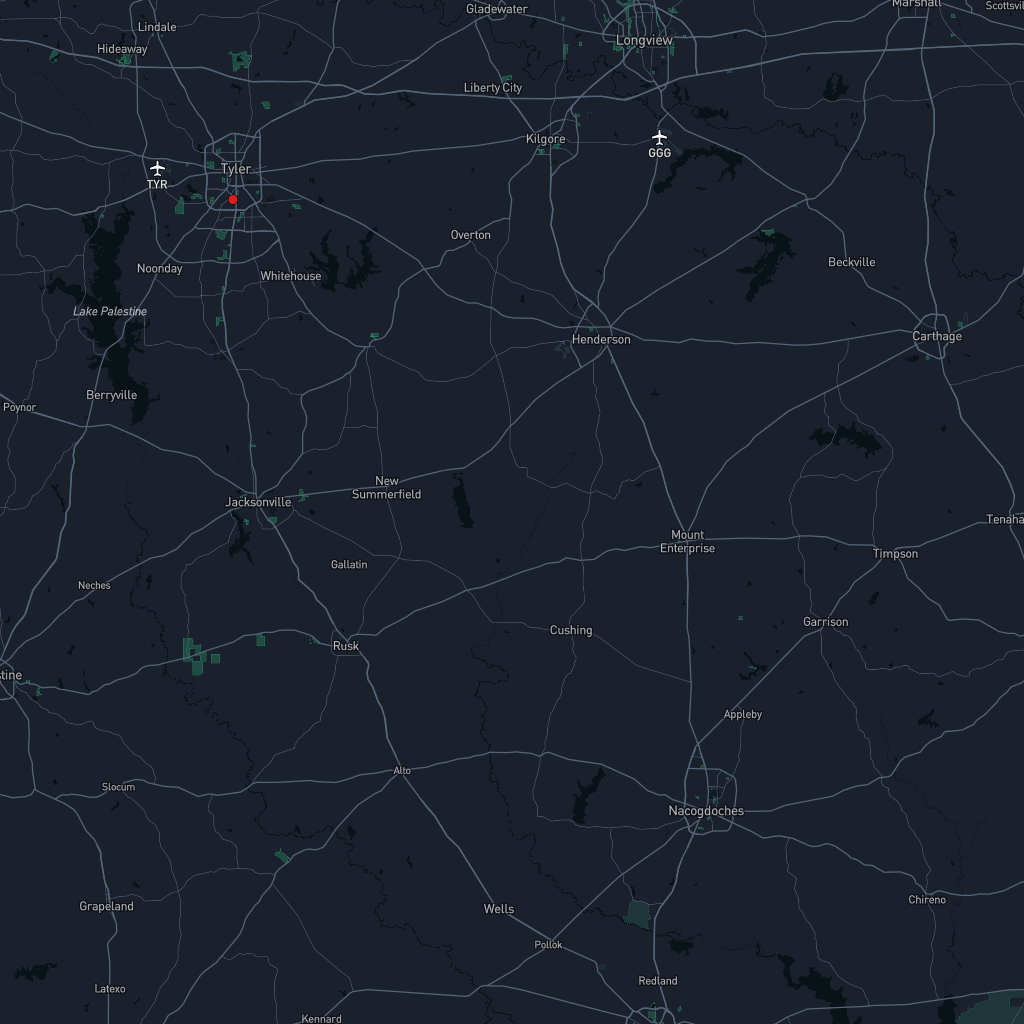 Gladewater
Marshall
Scottsvil
Lindale
Longview
Hideaway
Liberty City
Kilgore
GGG
Tyler
TYR
Overton
Beckville
Noonday
Whitehouse
Lake Palestine
Henderson
Carthage
Berryville
Poynor
New
Summerfield
Jacksonville
Tenaha
Mount
Enterprise
Timpson
Gallatin
Neches
Garrison
Cushing
Rusk
stine
Appleby
Alto
Slocum
Nacogdoches
Chireno
Grapeland
Wells
Pollok
Redland
Latexo
Kennard